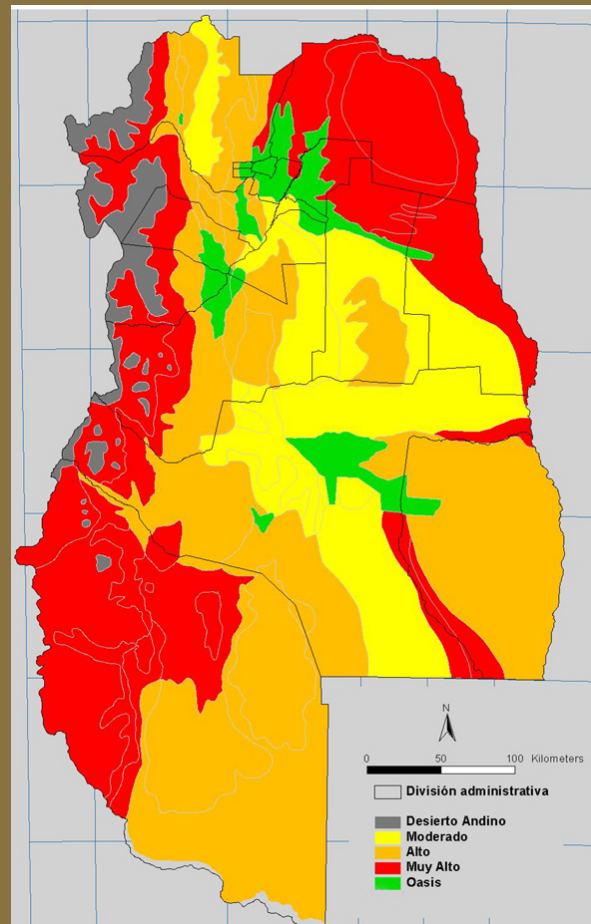 N
0 50 100 Kilometers
División administrativa
Desierto Andino
Moderado
Alto
Muy Alto
Oasis